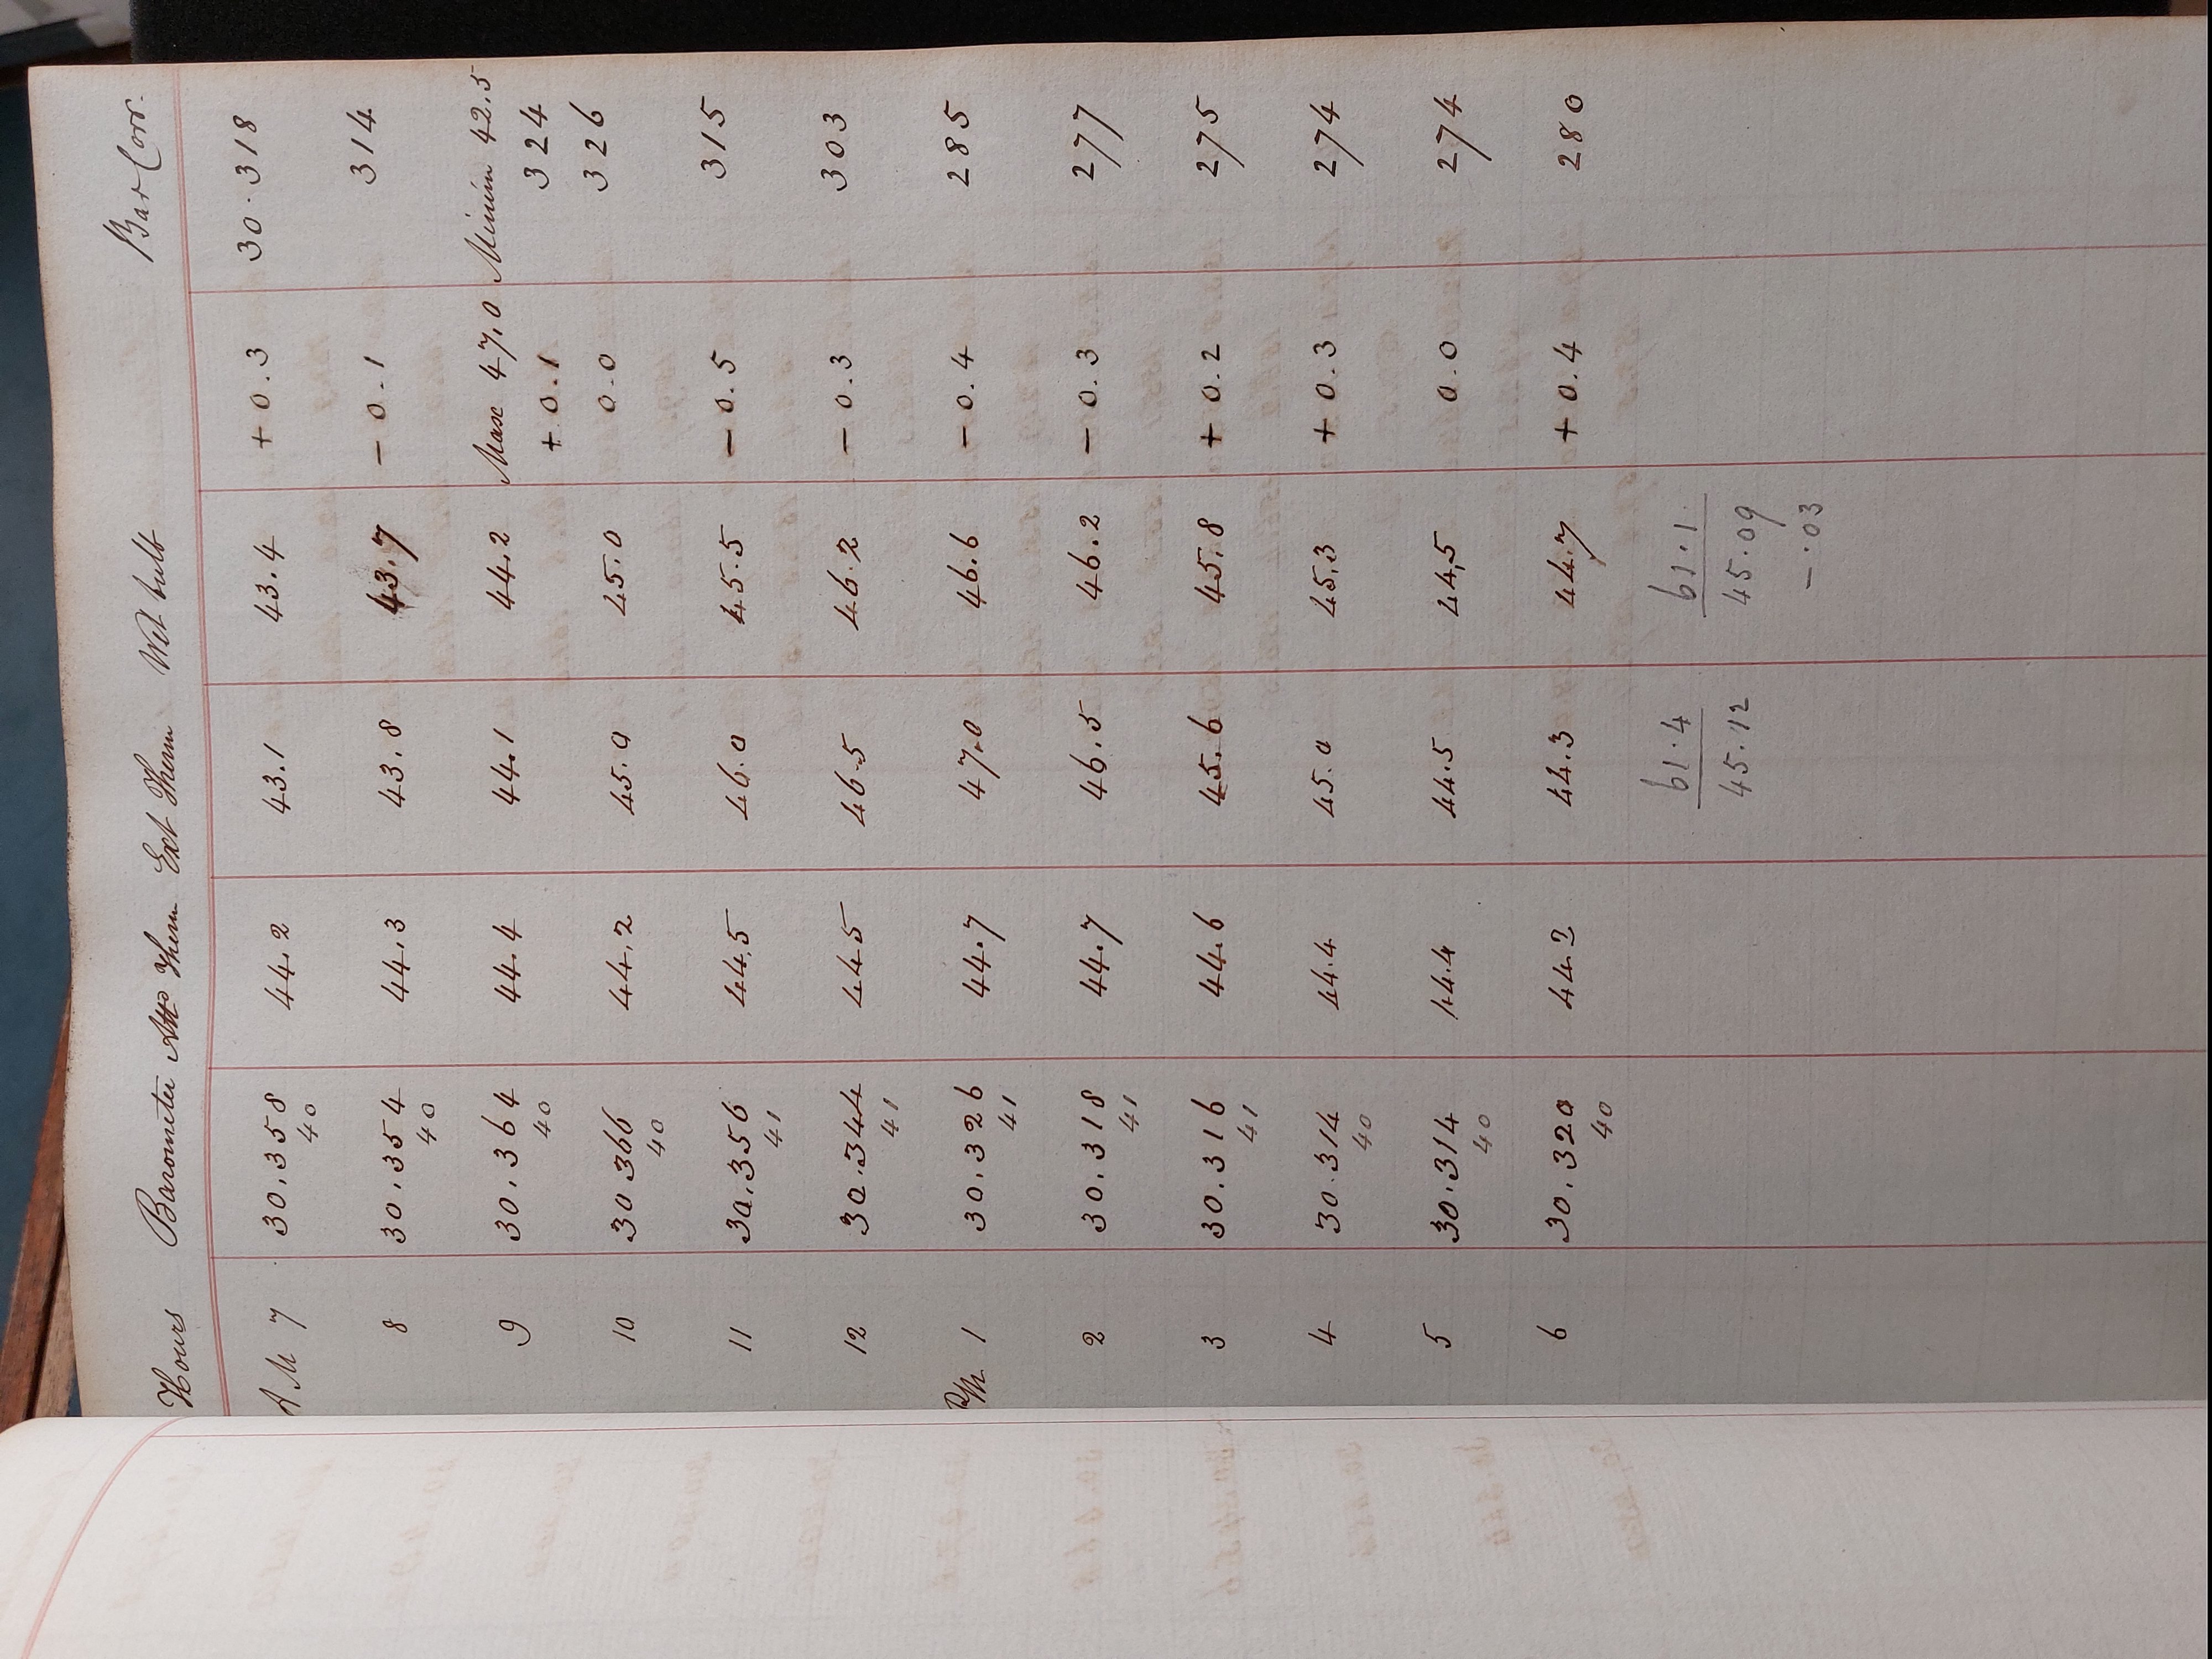 Hours Barometer Attd Therm Ext Therm Wet bulb Bar Corr.
AM 7 30.358 44.2 43.1 43.4 + 0.3 30.318
40
8 30.354 44.3 43.8 43.7 - 0.1 314
40
9 30.364 44.4 44.1 44.2 Max 47.0 Minim 42.5
40 + 0.1 324
10 30 366 44.2 45.0 45.0 0.0 326
40
11 30.356 44.5 46.0 45.5 - 0.5 315
41
12 30.344 44 5 46.5 46.2 - 0.3 303
41
PM 1 30.326 44.7 47.0 46.6 - 0.4 285
41
2 30.318 44.7 46.5 46.2 - 0.3 277
41
3 30.316 44.6 45.6 45.8 + 0.2 275
41
4 30.314 44.4 45.0 45.3 + 0.3 274
40
5 30.314 44.4 44.5 44.5 0.0 274
40
6 30.320 44.2 44.3 44.7 + 0.4 280
40
61.4 61.1
45.12 45.09
- .03